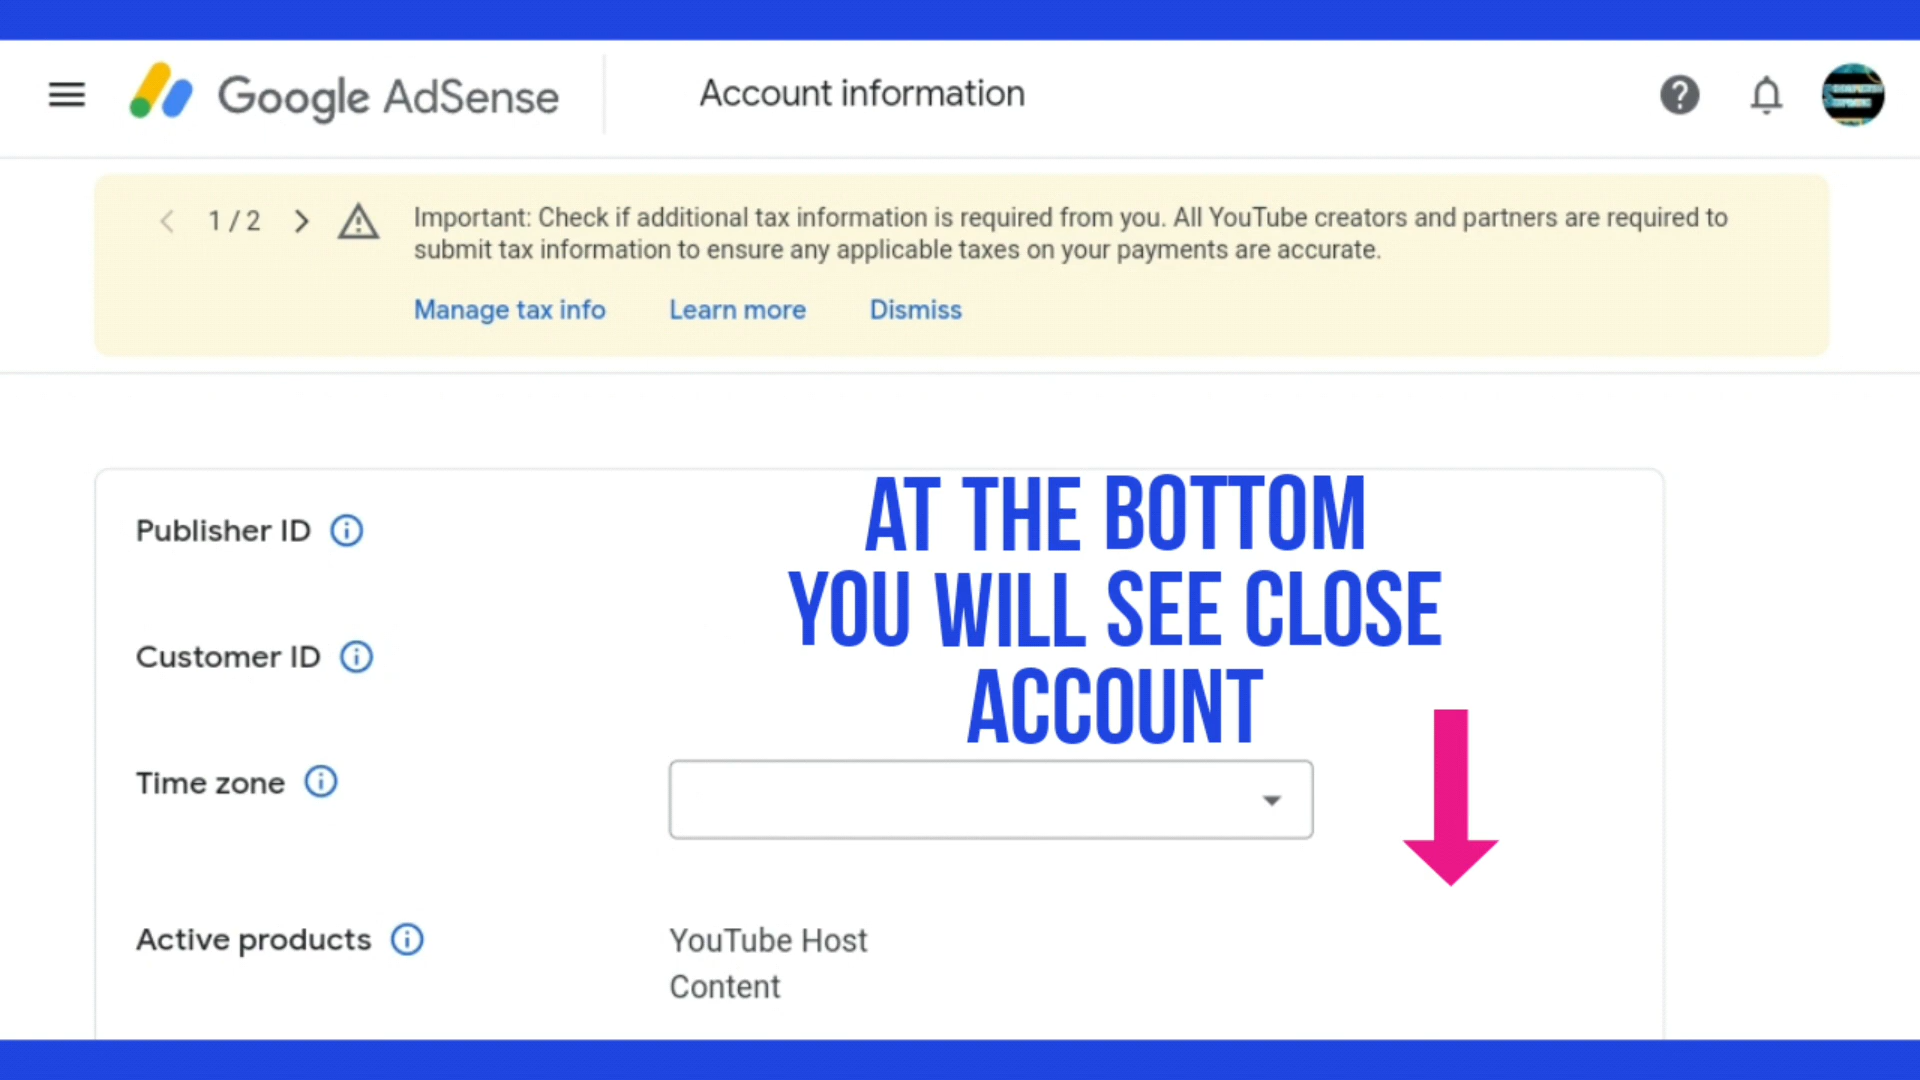 Google AdSense
Account information
1 / 2
Important: Check if additional tax information is required from you. All YouTube creators and partners are required to
submit tax information to ensure any applicable taxes on your payments are accurate.
Manage tax info
Learn more
Dismiss
AT THE BOTTOM
YOU WILL SEE CLOSE
ACCOUNT
Publisher ID
Customer ID
Time zone
Active products
YouTube Host
Content